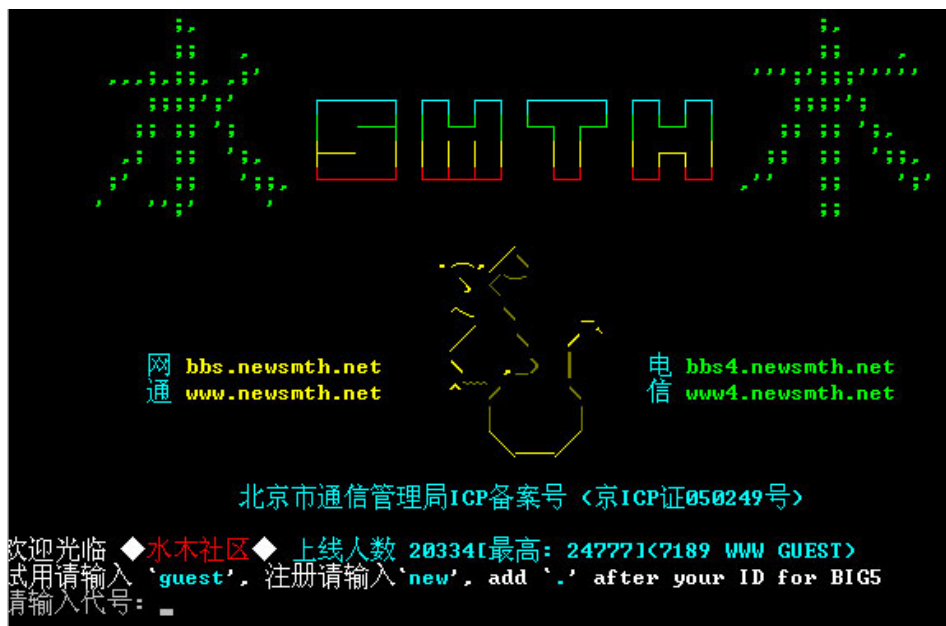 水 SMTH 木
网 bbs.newsmth.net 电 bbs4.newsmth.net
通 www.newsmth.net 信 www4.newsmth.net
北京市通信管理局ICP备案号 (京ICP证050249号)
欢迎光临 ◆水木社区◆ 上线人数 20334[最高: 24777](7189 WWW GUEST)
试用请输入 `guest', 注册请输入`new', add `.' after your ID for BIG5
请输入代号: _